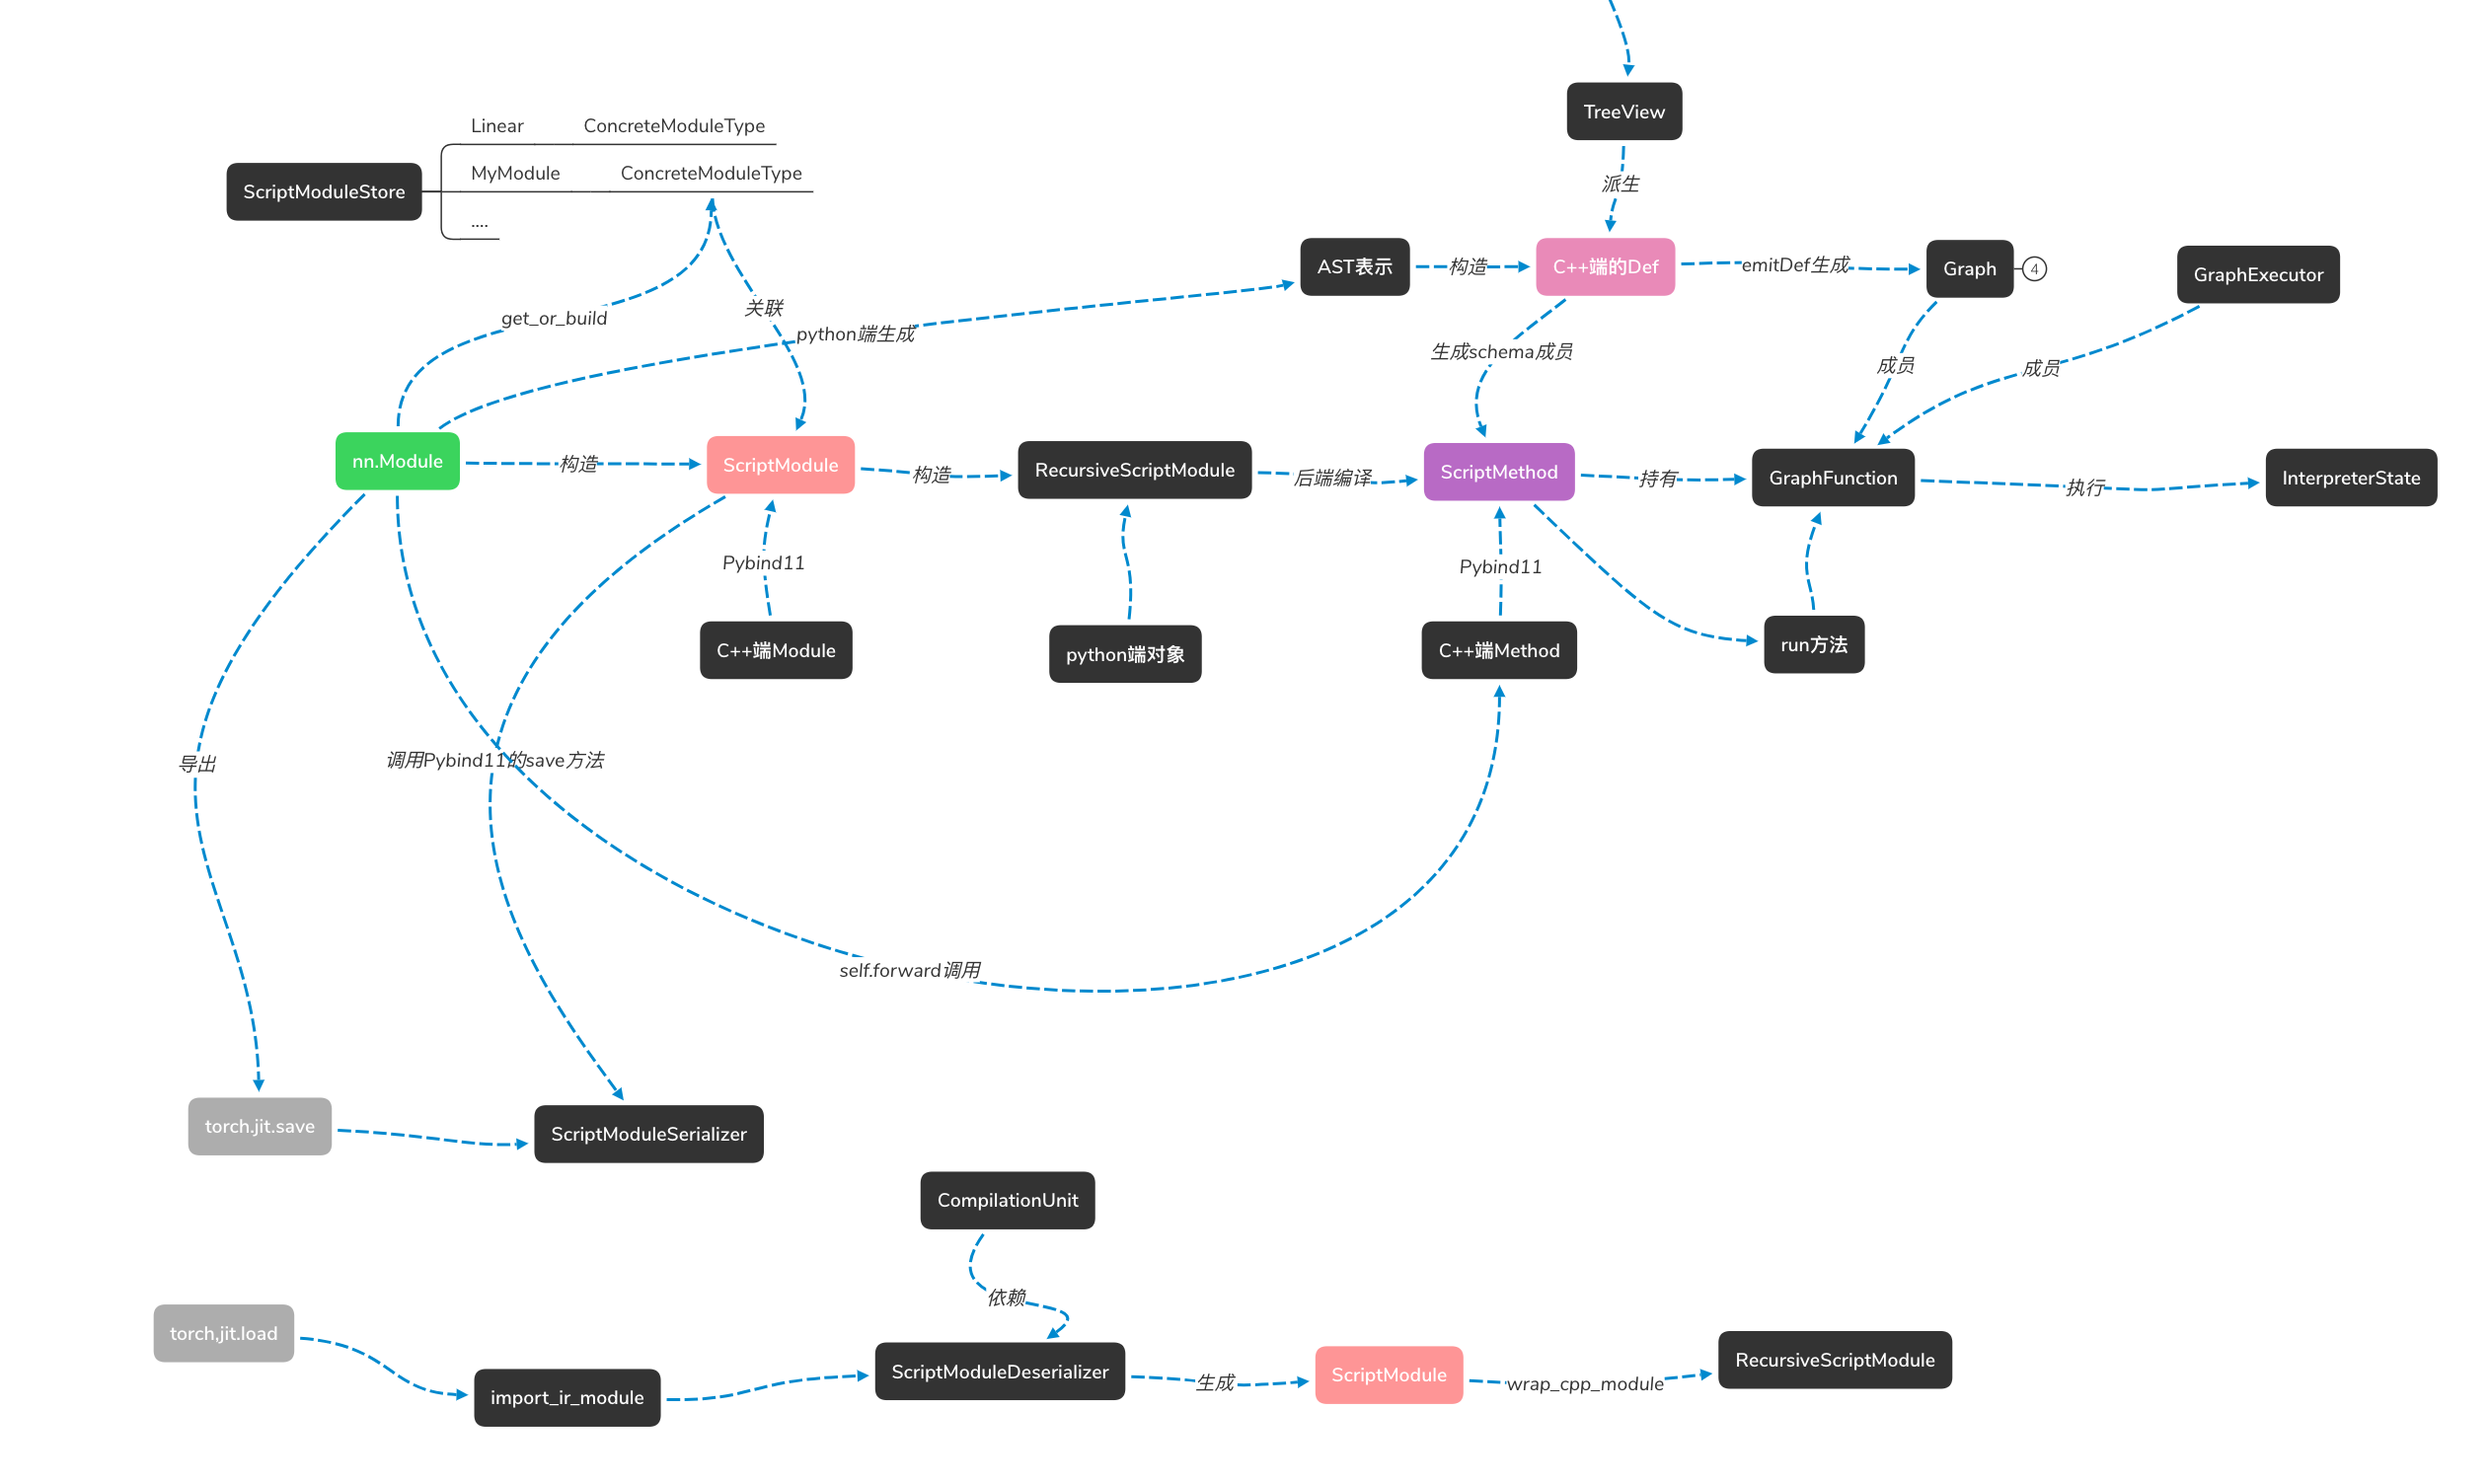 TreeView
Linear
ConcreteModuleType
MyModule
ConcreteModuleType
ScriptModuleStore
....
派生
AST表示
构造
C++端的Def
emitDef生成
Graph
4
GraphExecutor
get_or_build
关联
python端生成
生成schema成员
成员
成员
nn.Module
构造
ScriptModule
构造
RecursiveScriptModule
后端编译
ScriptMethod
持有
GraphFunction
执行
InterpreterState
Pybind11
Pybind11
C++端Module
python端对象
C++端Method
run方法
导出
调用Pybind11的save方法
self.forward调用
torch.jit.save
ScriptModuleSerializer
CompilationUnit
依赖
torch,jit.load
import_ir_module
ScriptModuleDeserializer
生成
ScriptModule
wrap_cpp_module
RecursiveScriptModule